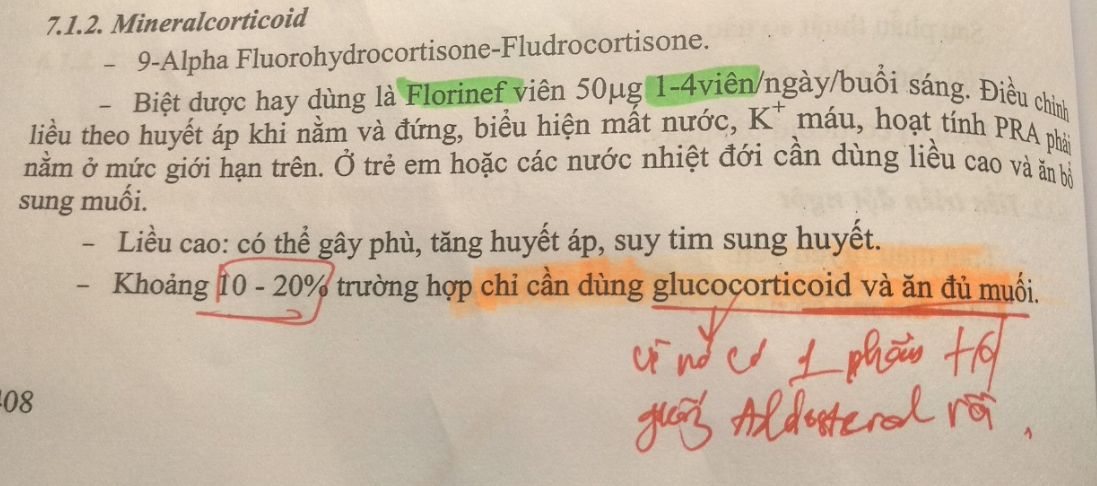 7.1.2. Mineralcorticoid
- 9-Alpha Fluorohydrocortisone-Fludrocortisone.
- Biệt dược hay dùng là Florinef viên 50µg 1-4viên/ngày/buổi sáng. Điều chỉnh
liều theo huyết áp khi nằm và đứng, biểu hiện mất nước, K⁺ máu, hoạt tính PRA phải
nằm ở mức giới hạn trên. Ở trẻ em hoặc các nước nhiệt đới cần dùng liều cao và ăn bổ
sung muối.
- Liều cao: có thể gây phù, tăng huyết áp, suy tim sung huyết.
- Khoảng 10 - 20% trường hợp chỉ cần dùng glucocorticoid và ăn đủ muối.
vì nó có 1 phần td
giống Aldosterol rồi.
08